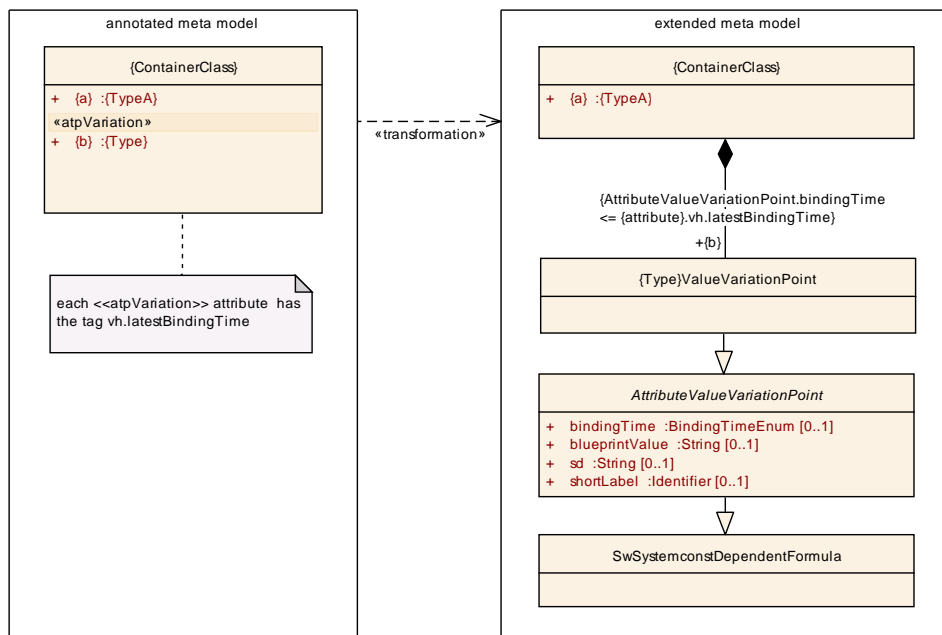 annotated meta model
{ContainerClass}
+ {a} :{TypeA}
«atpVariation»
+ {b} :{Type}
each <<atpVariation>> attribute has
the tag vh.latestBindingTime
«transformation»
extended meta model
{ContainerClass}
+ {a} :{TypeA}
{AttributeValueVariationPoint.bindingTime
<= {attribute}.vh.latestBindingTime}
+{b}
{Type}ValueVariationPoint
AttributeValueVariationPoint
+ bindingTime :BindingTimeEnum [0..1]
+ blueprintValue :String [0..1]
+ sd :String [0..1]
+ shortLabel :Identifier [0..1]
SwSystemconstDependentFormula